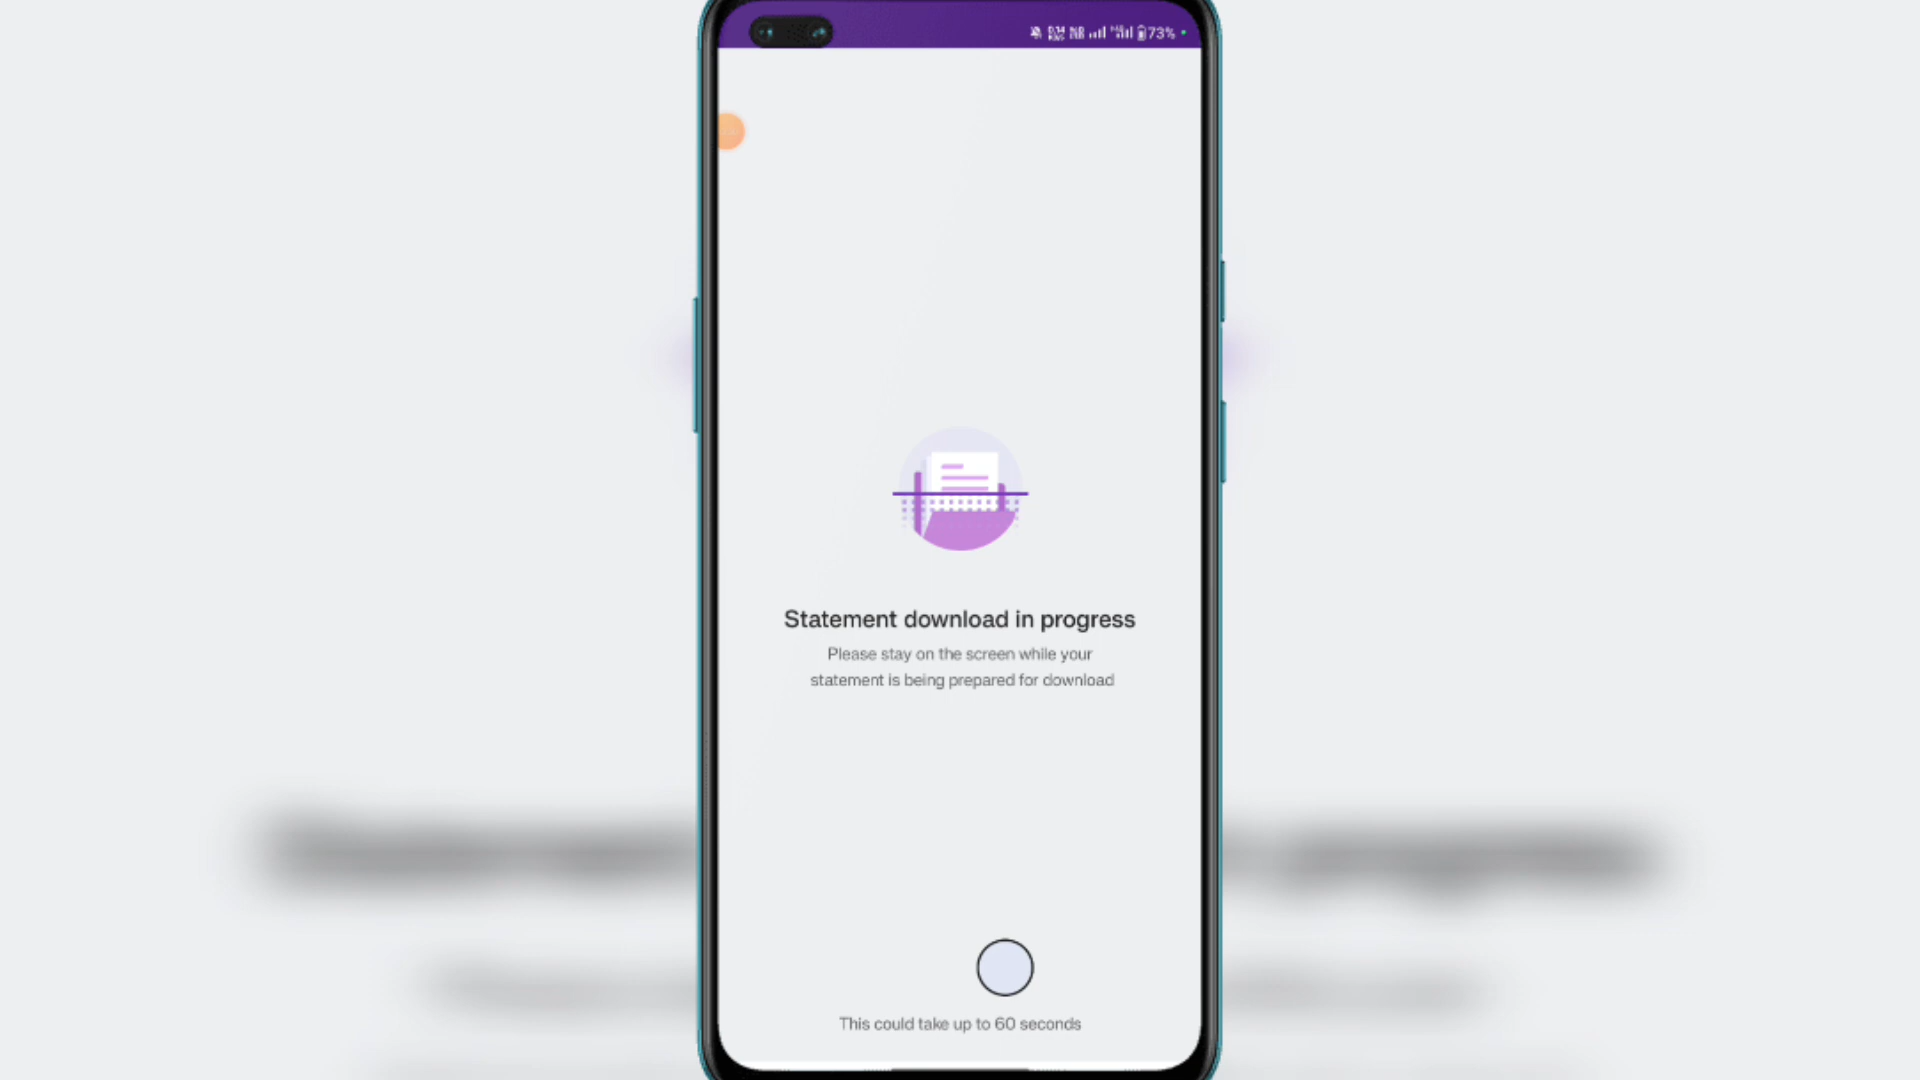 73%
Statement download in progress
Please stay on the screen while your
statement is being prepared for download
This could take up to 60 seconds